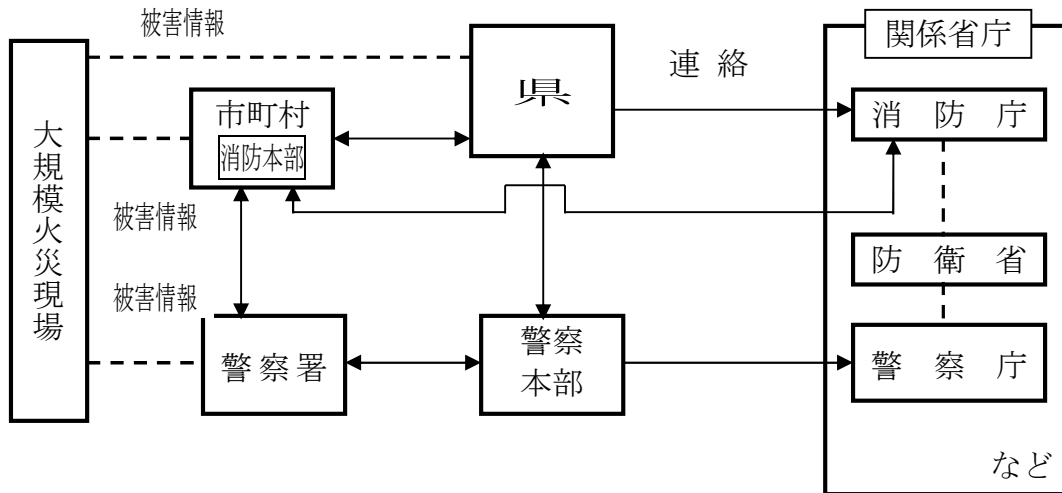 被害情報
関係省庁
県
連絡
市町村
消防本部
消防庁
大規模火災現場
被害情報
防衛省
被害情報
警察署
警察
本部
警察庁
など